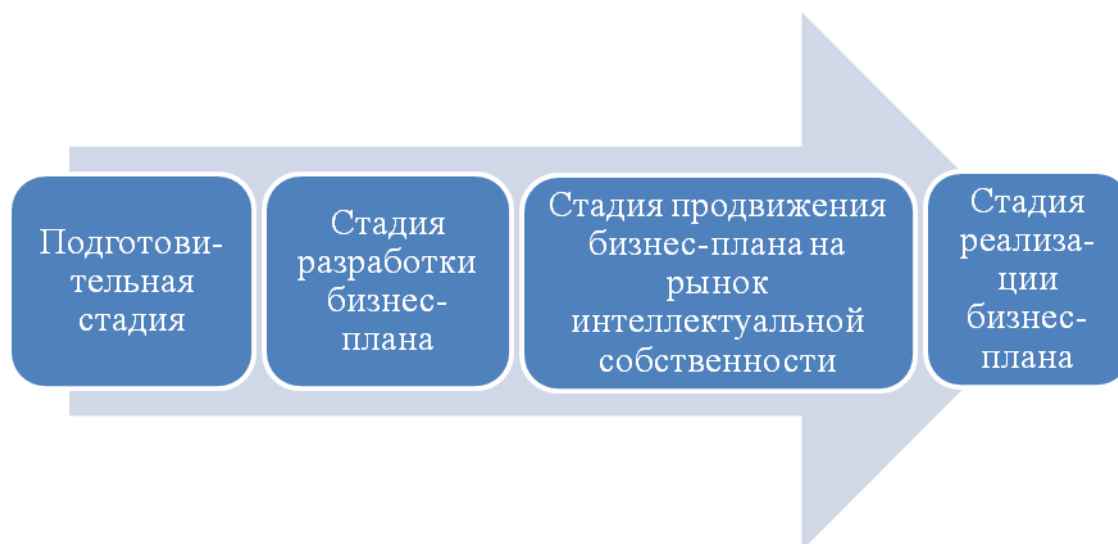 Подготови-
тельная
стадия
Стадия
разработки
бизнес-
плана
Стадия продвижения
бизнес-плана на
рынок
интеллектуальной
собственности
Стадия
реализа-
ции
бизнес-
плана